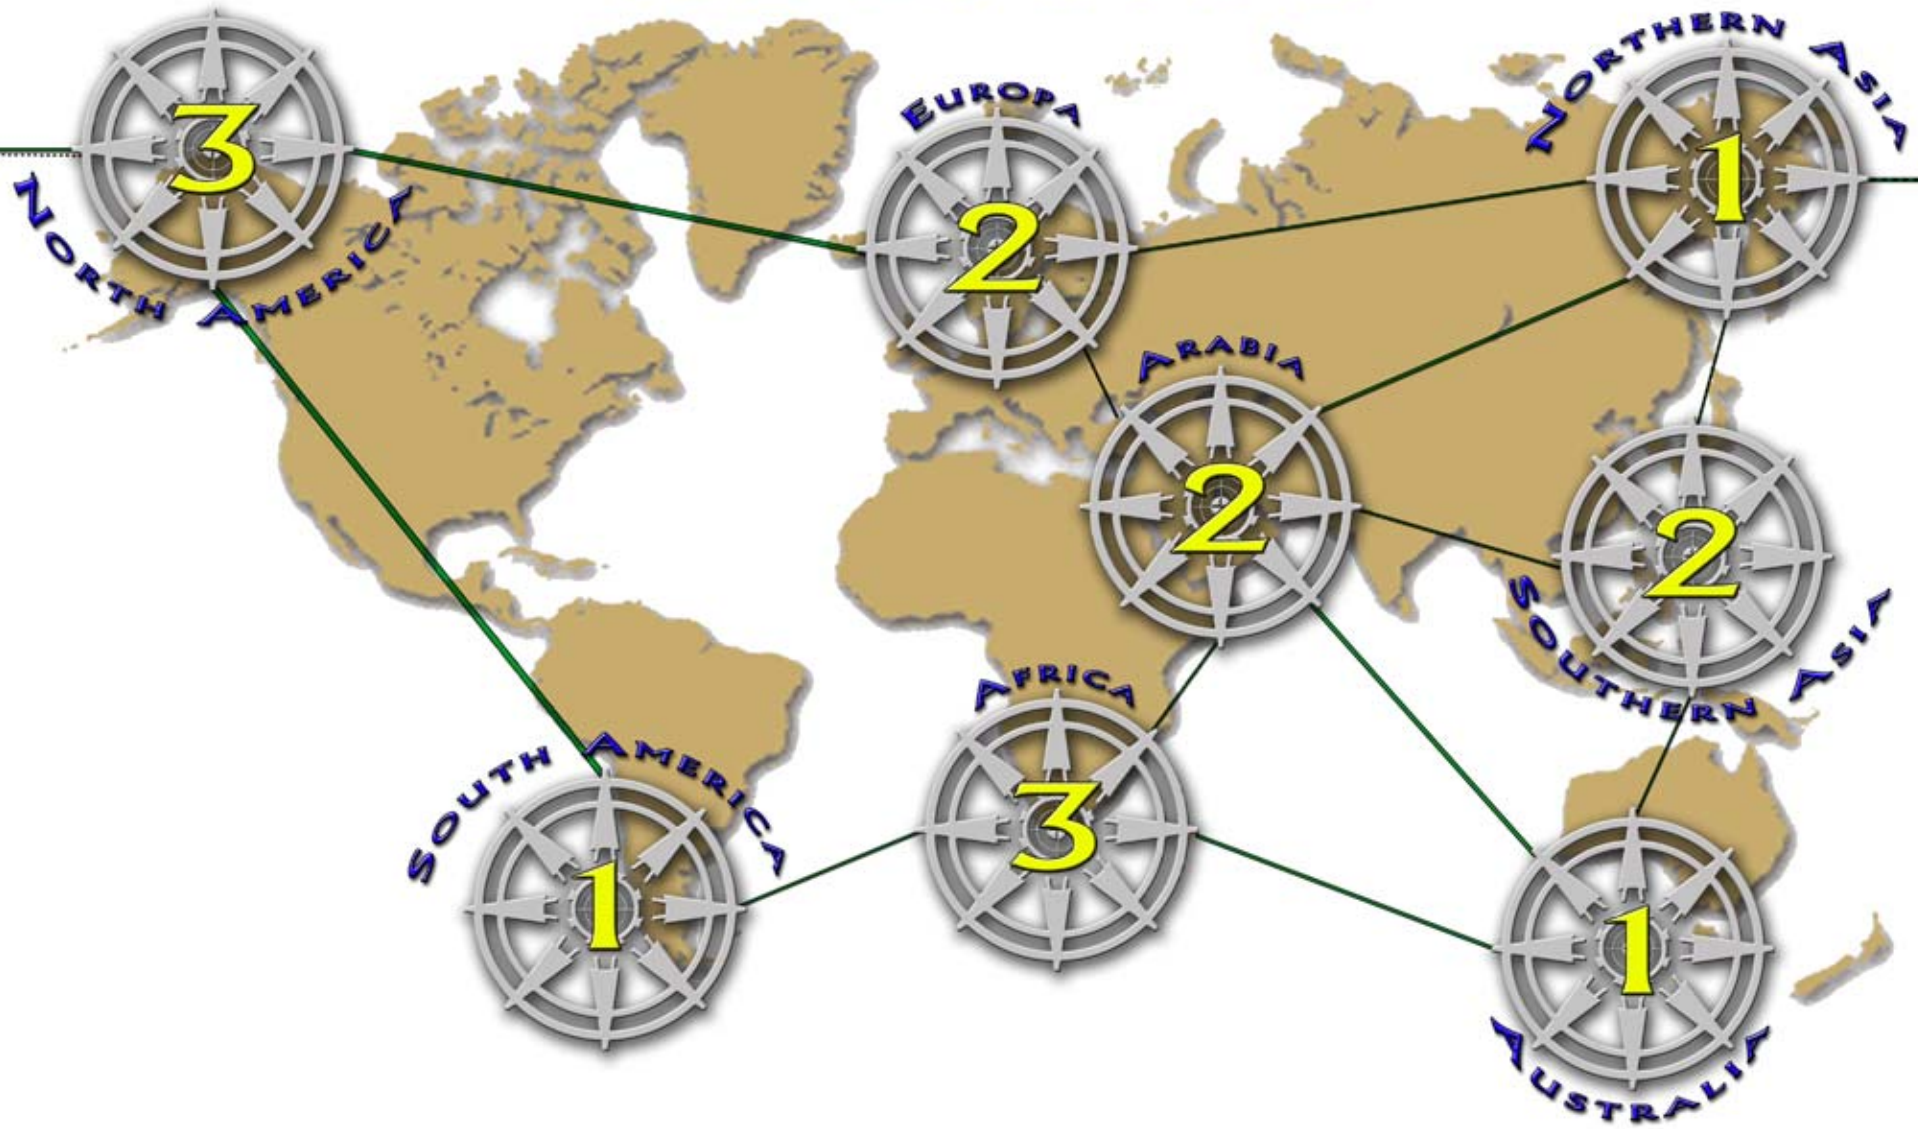 3
NORTH AMERICA
EUROPA
2
NORTHERN ASIA
1
ARABIA
2
2
SOUTHERN ASIA
AFRICA
3
SOUTH AMERICA
1
1
AUSTRALIA